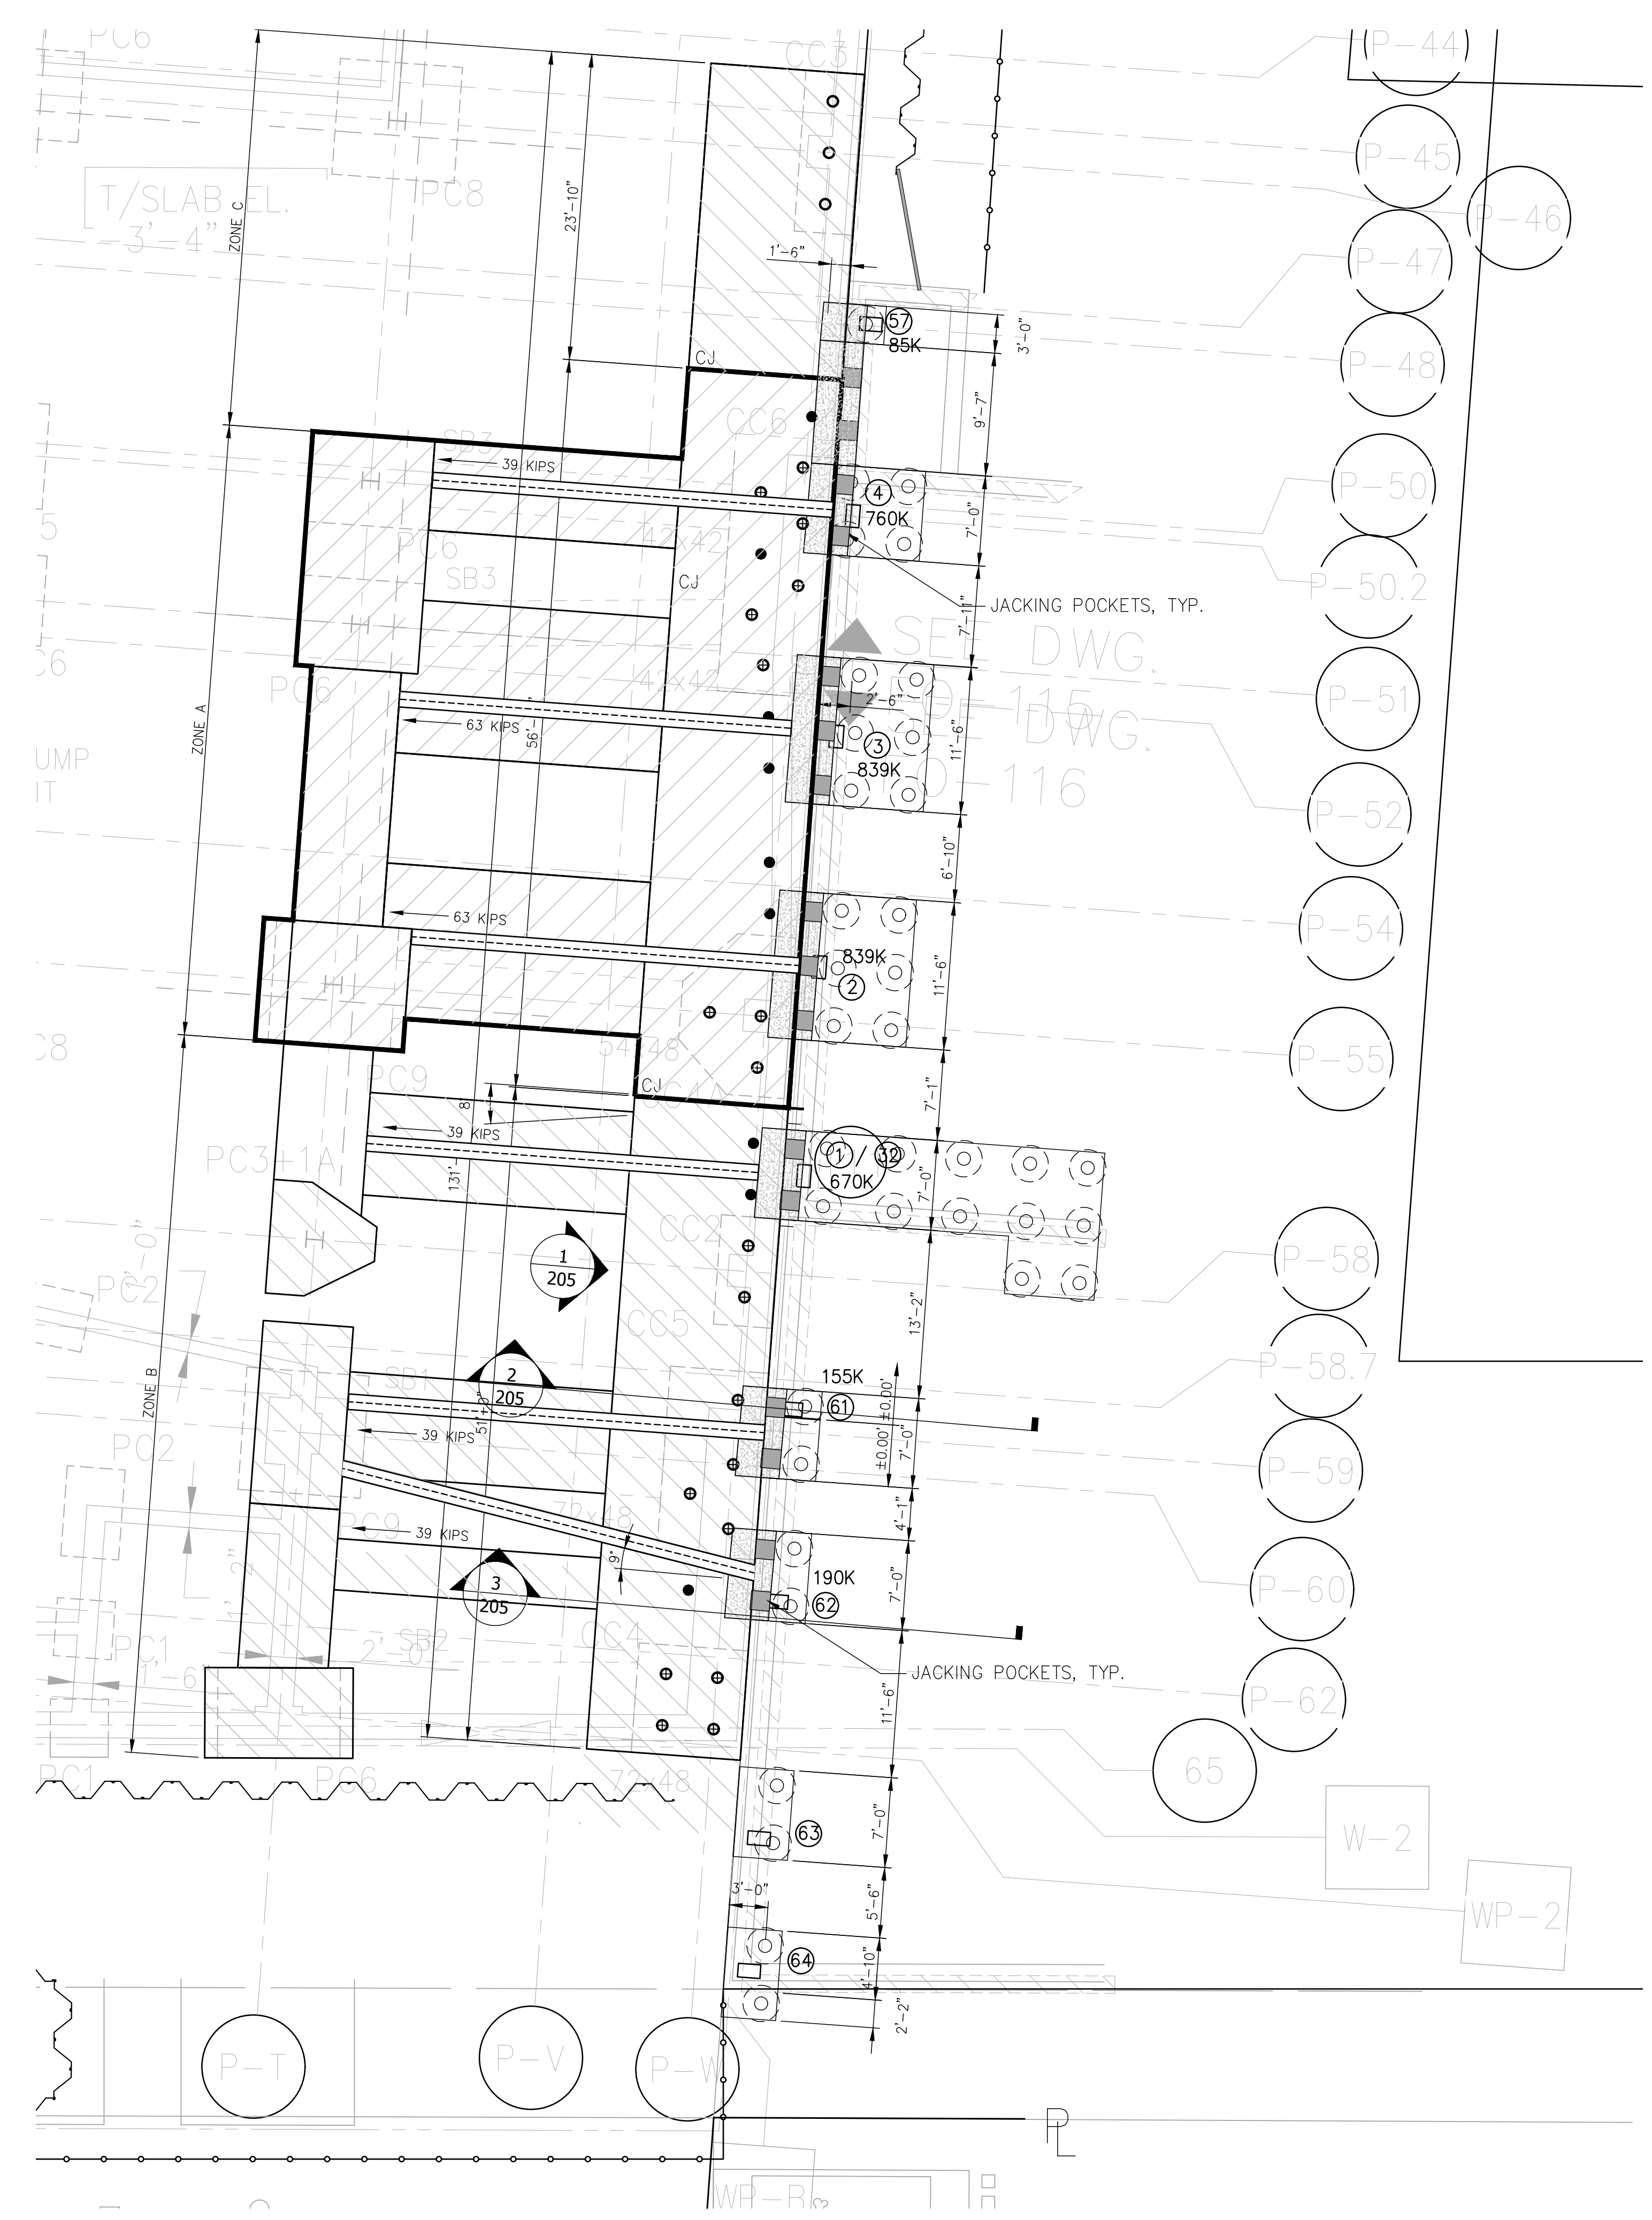 PC6
CC3
P-44
P-45
T/SLAB EL.
-3'-4"
PC8
P-46
ZONE C
23'-10"
1'-6"
P-47
57
85K
3'-0"
CJ
P-48
9'-7"
CC6
SB3
39 KIPS
4
760K
P-50
7'-0"
PC6
42x42
SB3
CJ
P-50.2
JACKING POCKETS, TYP.
7'-11"
SEE DWG.
42x42
PC6
P-51
2'-6"
115
DWG.
116
ZONE A
63 KIPS
3
839K
11'-6"
P-52
6'-10"
63 KIPS
P-54
839K
2
11'-6"
54x48
P-55
PC9
CJ
CC4A
8'
7'-1"
39 KIPS
PC3+1A
1 / 32
670K
7'-0"
1
205
CC2
P-58
PC2
CC5
13'-2"
P-58.7
2
205
SB1
155K
61
±0.00' ±0.00'
7'-0"
ZONE B
39 KIPS
PC2
P-59
4'-1"
72x48
PC9
39 KIPS
9°
P-60
3
205
190K
62
7'-0"
PC1
SB2
CC4
2'-0"
1'-6"
JACKING POCKETS, TYP.
P-62
11'-6"
65
PC1
PC6
72x48
63
7'-0"
W-2
3'-0"
5'-6"
WP-2
64
4'-10"
2'-2"
P-T
P-V
P-W
PL